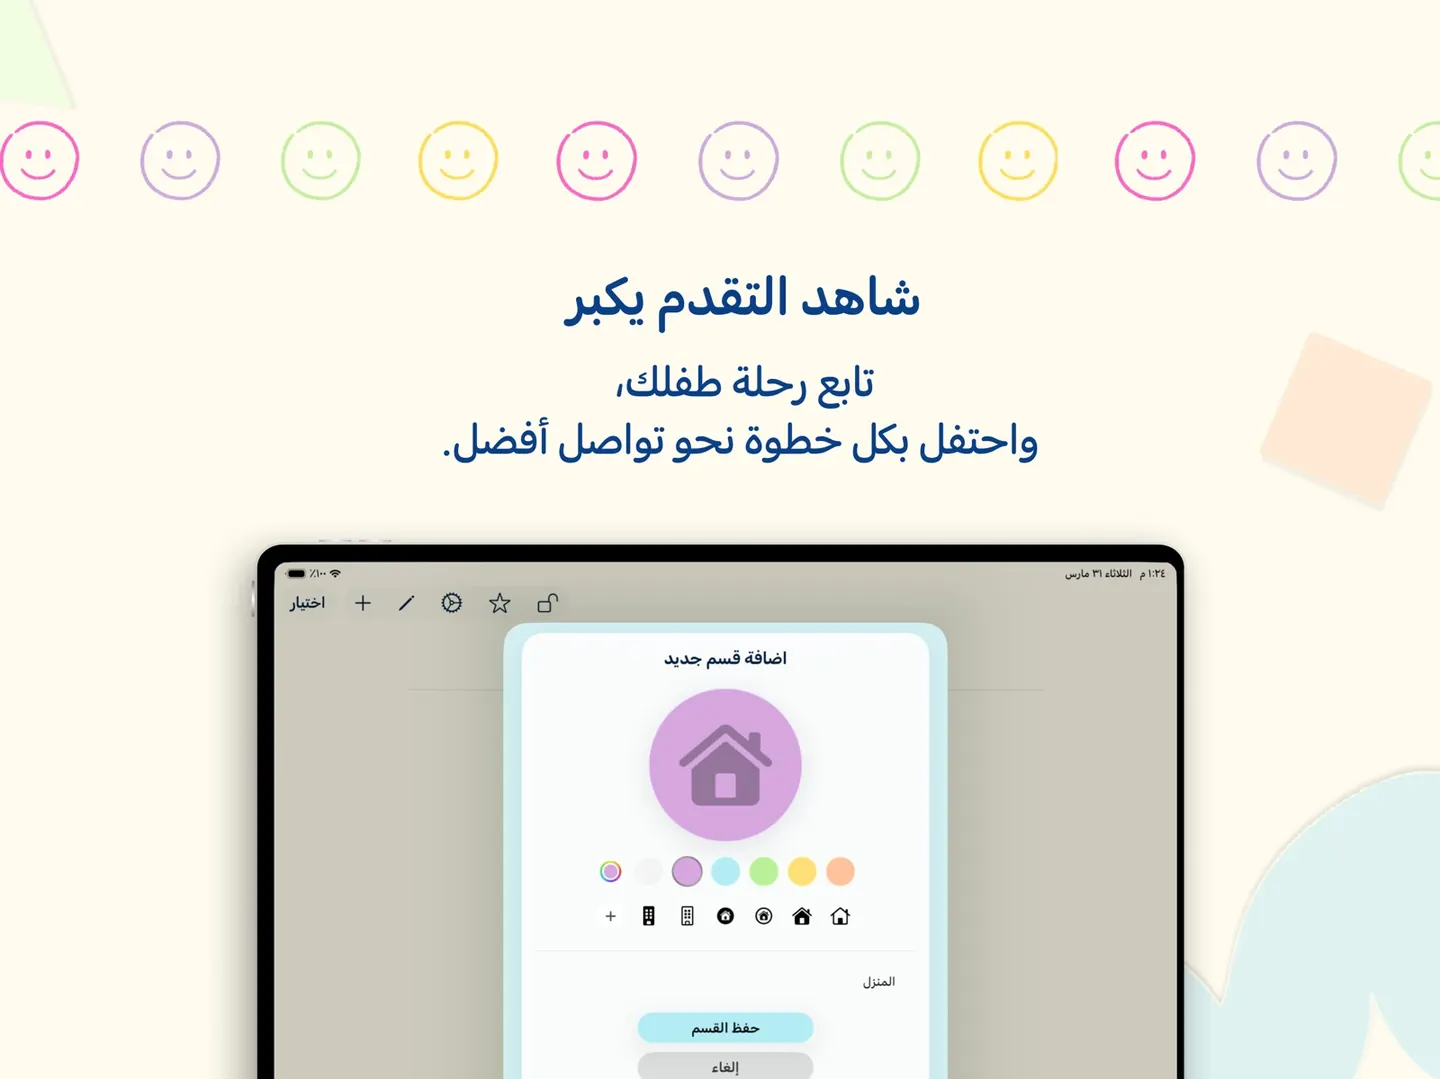 شاهد التقدم يكبر
تابع رحلة طفلك،
واحتفل بكل خطوة نحو تواصل أفضل.
١:٢٤ م الثلاثاء ٣١ مارس
٪١٠٠
اختيار
اضافة قسم جديد
المنزل
حفظ القسم
إلغاء